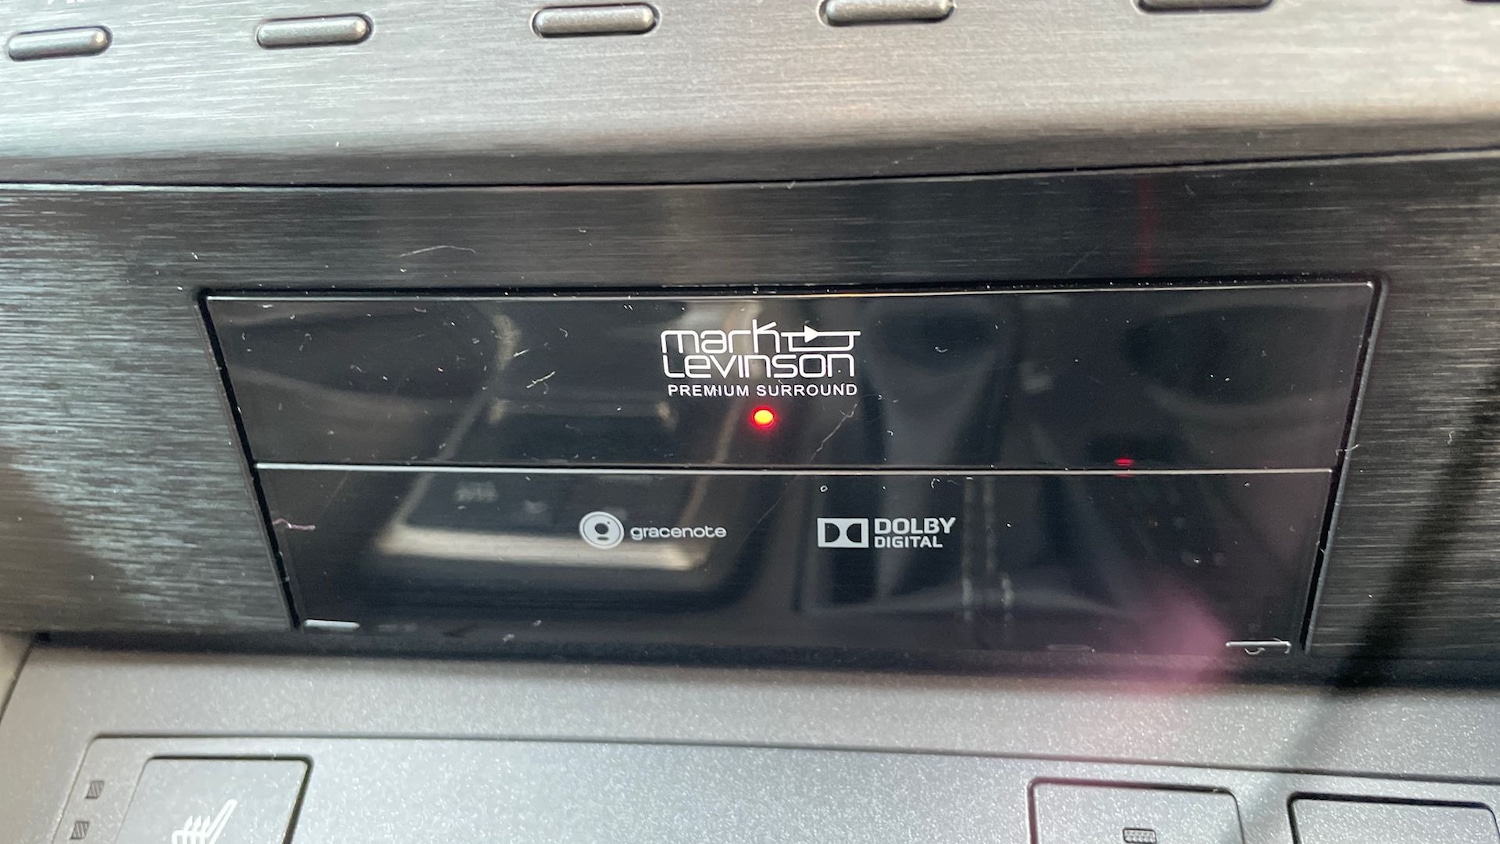 mark
LEVINSON
PREMIUM SURROUND
gracenote
DOLBY
DIGITAL